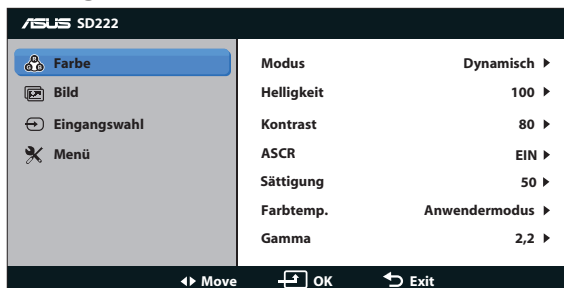 ASUS SD222
Farbe
Bild
Eingangswahl
Menü
Modus Dynamisch
Helligkeit 100
Kontrast 80
ASCR EIN
Sättigung 50
Farbtemp. Anwendermodus
Gamma 2,2
Move OK Exit